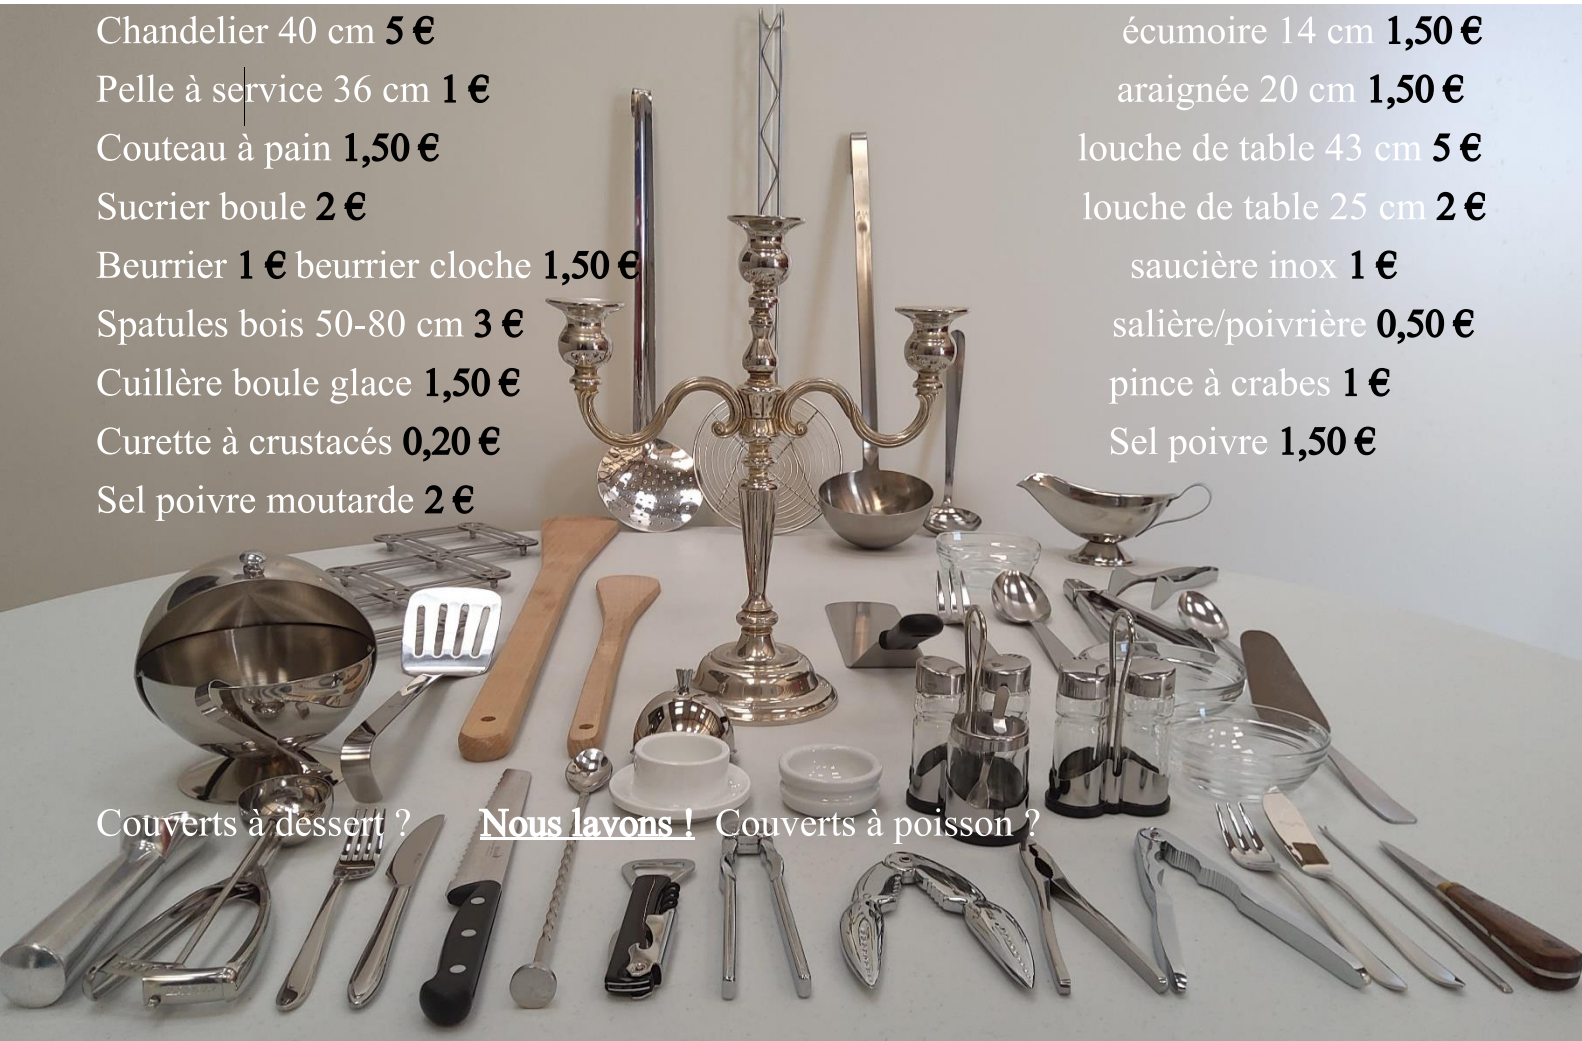 Chandelier 40 cm 5 €
Pelle à service 36 cm 1 €
Couteau à pain 1,50 €
Sucrier boule 2 €
Beurrier 1 € beurrier cloche 1,50 €
Spatules bois 50-80 cm 3 €
Cuillère boule glace 1,50 €
Curette à crustacés 0,20 €
Sel poivre moutarde 2 €
écumoire 14 cm 1,50 €
araignée 20 cm 1,50 €
louche de table 43 cm 5 €
louche de table 25 cm 2 €
saucière inox 1 €
salière/poivrière 0,50 €
pince à crabes 1 €
Sel poivre 1,50 €
Couverts à dessert ? Nous lavons ! Couverts à poisson ?